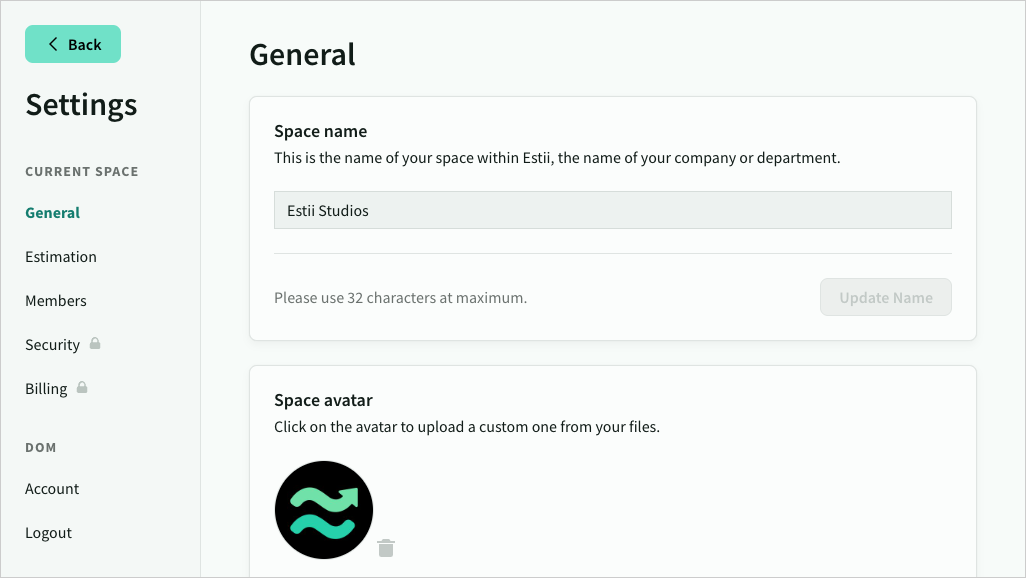 Back
Settings
CURRENT SPACE
General
Estimation
Members
Security
Billing
DOM
Account
Logout
General
Space name
This is the name of your space within Estii, the name of your company or department.
Estii Studios
Please use 32 characters at maximum.
Update Name
Space avatar
Click on the avatar to upload a custom one from your files.